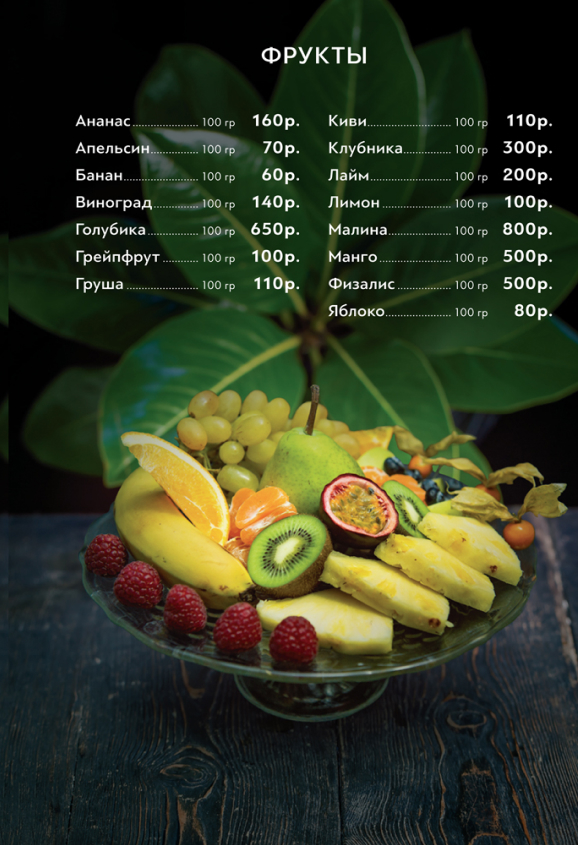 ФРУКТЫ
Ананас 100 гр 160р.
Апельсин 100 гр 70р.
Банан 100 гр 60р.
Виноград 100 гр 140р.
Голубика 100 гр 650р.
Грейпфрут 100 гр 100р.
Груша 100 гр 110р.
Киви 100 гр 110р.
Клубника 100 гр 300р.
Лайм 100 гр 200р.
Лимон 100 гр 100р.
Малина 100 гр 800р.
Манго 100 гр 500р.
Физалис 100 гр 500р.
Яблоко 100 гр 80р.